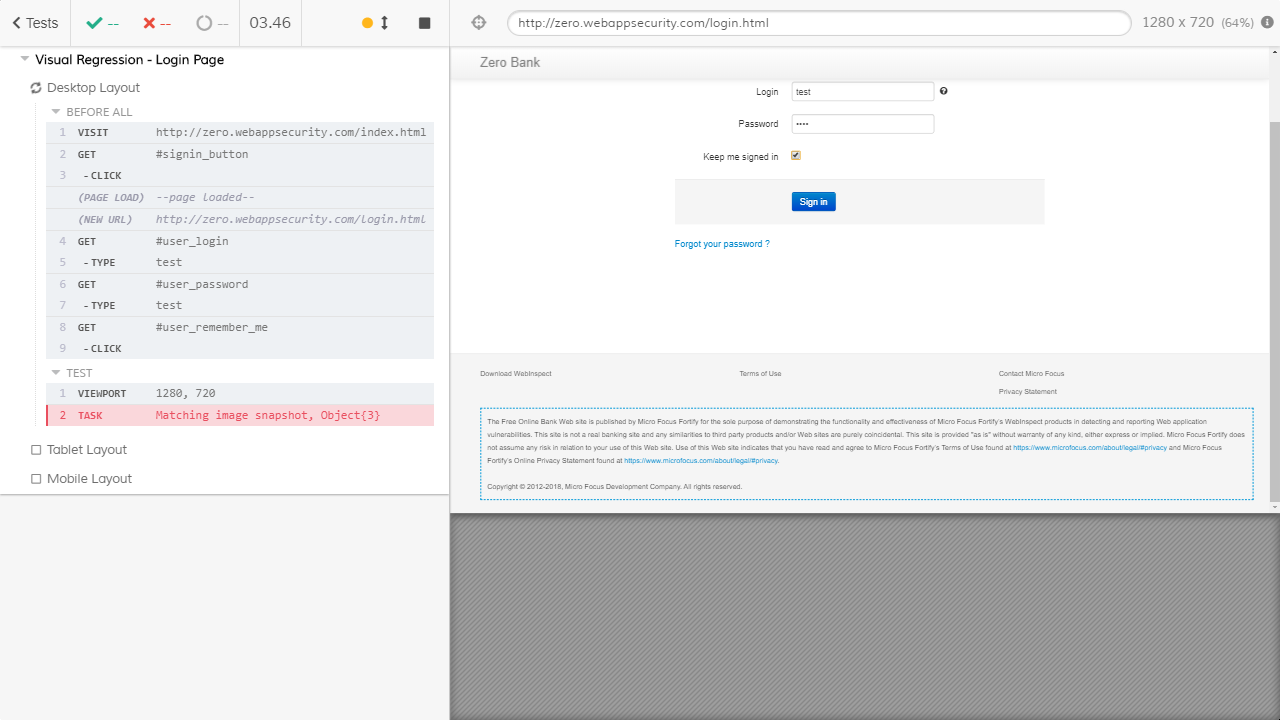 Tests
--
--
--
03.46
http://zero.webappsecurity.com/login.html
1280 x 720 (64%)
Visual Regression - Login Page
Desktop Layout
BEFORE ALL
1 VISIT http://zero.webappsecurity.com/index.html
2 GET #signin_button
3 - CLICK
(PAGE LOAD) --page loaded--
(NEW URL) http://zero.webappsecurity.com/login.html
4 GET #user_login
5 - TYPE test
6 GET #user_password
7 - TYPE test
8 GET #user_remember_me
9 - CLICK
TEST
1 VIEWPORT 1280, 720
2 TASK Matching image snapshot, Object{3}
Tablet Layout
Mobile Layout
Zero Bank
Login test
Password ••••
Keep me signed in
Sign in
Forgot your password ?
Download WebInspect
Terms of Use
Contact Micro Focus
Privacy Statement
The Free Online Bank Web site is published by Micro Focus Fortify for the sole purpose of demonstrating the functionality and effectiveness of Micro Focus Fortify's WebInspect products in detecting and reporting Web application
vulnerabilities. This site is not a real banking site and any similarities to third party products and/or Web sites are purely coincidental. This site is provided "as is" without warranty of any kind, either express or implied. Micro Focus Fortify does
not assume any risk in relation to your use of this Web site. Use of this Web site indicates that you have read and agree to Micro Focus Fortify's Terms of Use found at https://www.microfocus.com/about/legal/#privacy and Micro Focus
Fortify's Online Privacy Statement found at https://www.microfocus.com/about/legal/#privacy.
Copyright © 2012-2018, Micro Focus Development Company. All rights reserved.